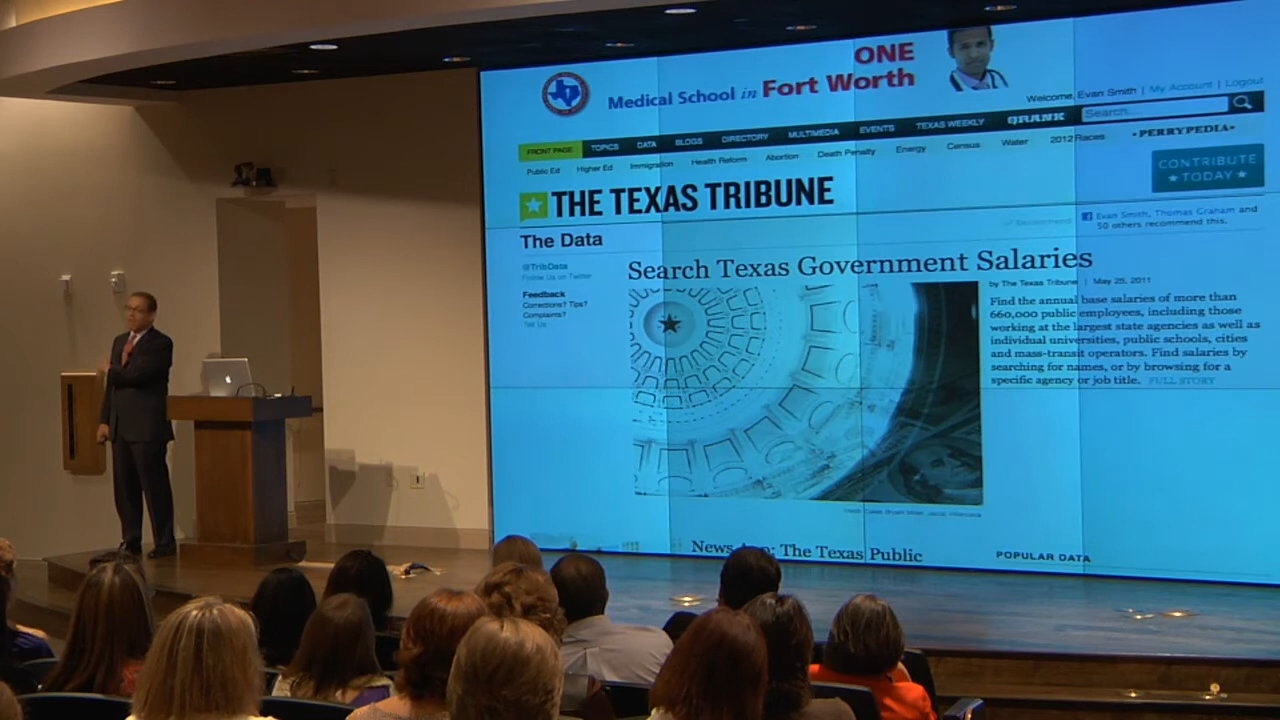 ONE
Medical School in Fort Worth
Welcome, Evan Smith | My Account | Logout
FRONT PAGE TOPICS DATA BLOGS DIRECTORY MULTIMEDIA EVENTS TEXAS WEEKLY QRANK Search...
Public Ed Higher Ed Immigration Health Reform Abortion Death Penalty Energy Census Water 2012 Races •PERRYPEDIA•
CONTRIBUTE
★TODAY★
THE TEXAS TRIBUNE
Recommend
Evan Smith, Thomas Graham and
50 others recommend this.
The Data
@TribData
Follow Us on Twitter
Feedback
Corrections? Tips?
Complaints?
Tell Us
Search Texas Government Salaries
by The Texas Tribune | May 25, 2011
Find the annual base salaries of more than
660,000 public employees, including those
working at the largest state agencies as well as
individual universities, public schools, cities
and mass-transit operators. Find salaries by
searching for names, or by browsing for a
specific agency or job title. FULL STORY
News App: The Texas Public
POPULAR DATA